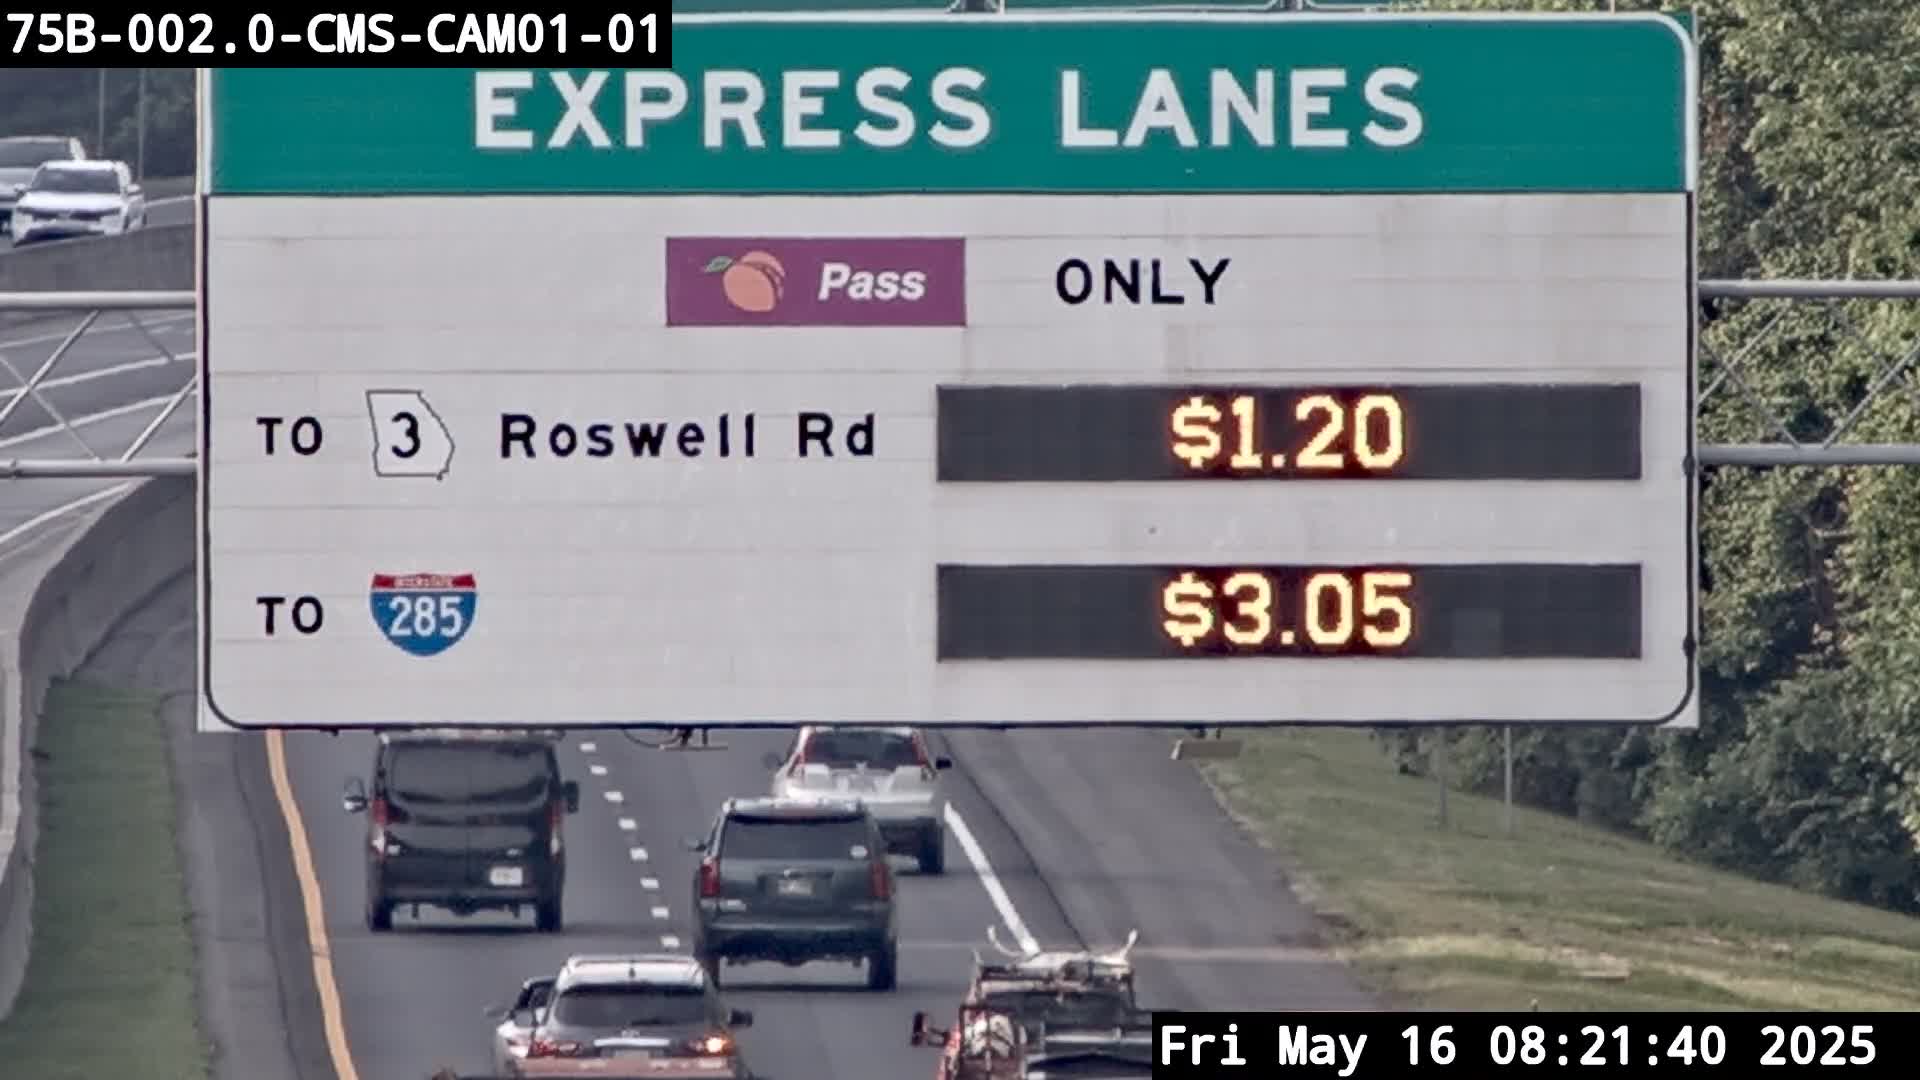 75B-002.0-CMS-CAM01-01
EXPRESS LANES
Pass ONLY
TO 3 Roswell Rd $1.20
TO 285 $3.05
Fri May 16 08:21:40 2025